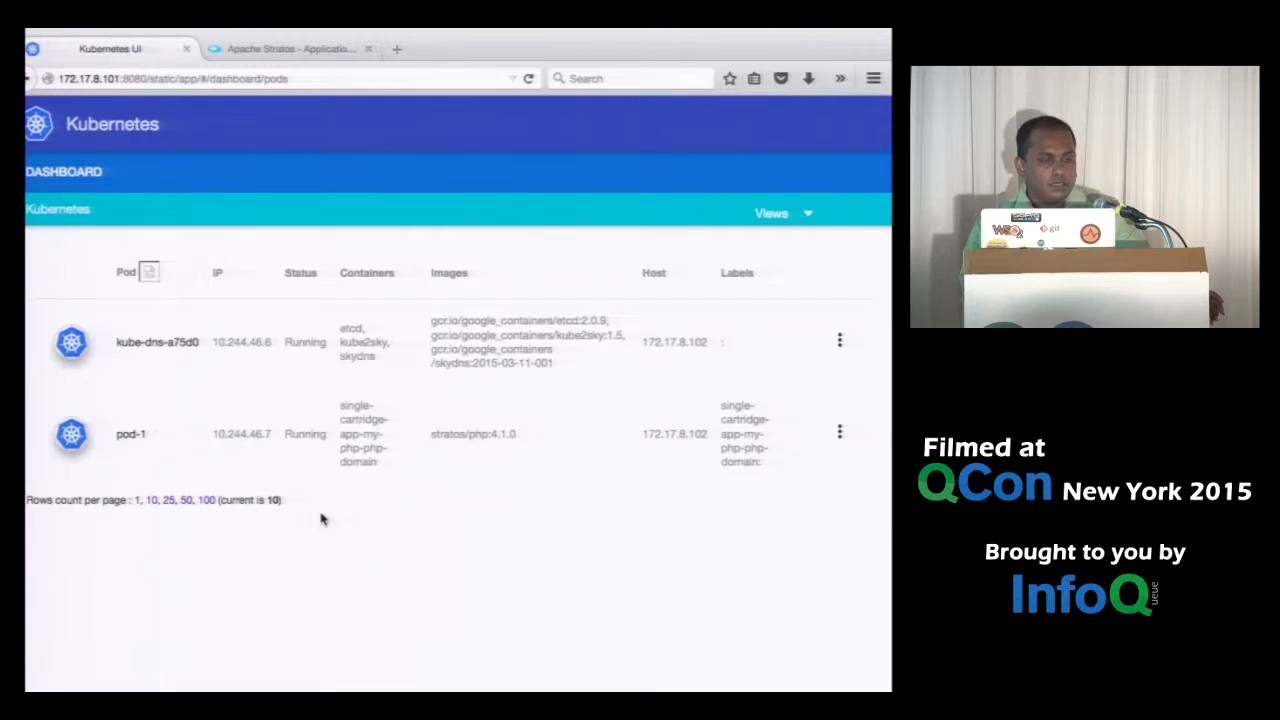 Kubernetes UI
Apache Stratos - Applicatio...
172.17.8.101:8080/static/app/#/dashboard/pods
Search
Kubernetes
DASHBOARD
Kubernetes
Views
Pod IP Status Containers Images Host Labels
kube-dns-a75d0 10.244.46.6 Running etcd, kube2sky, skydns gcr.io/google_containers/etcd:2.0.9, gcr.io/google_containers/kube2sky:1.5, gcr.io/google_containers/skydns:2015-03-11-001 172.17.8.102 :
pod-1 10.244.46.7 Running single-cartridge-app-my-php-php-domain stratos/php:4.1.0 172.17.8.102 single-cartridge-app-my-php-php-domain:
Rows count per page : 1, 10, 25, 50, 100 (current is 10)
GoPro
WSO2
git
Filmed at
QCon New York 2015
Brought to you by
InfoQ
ueue